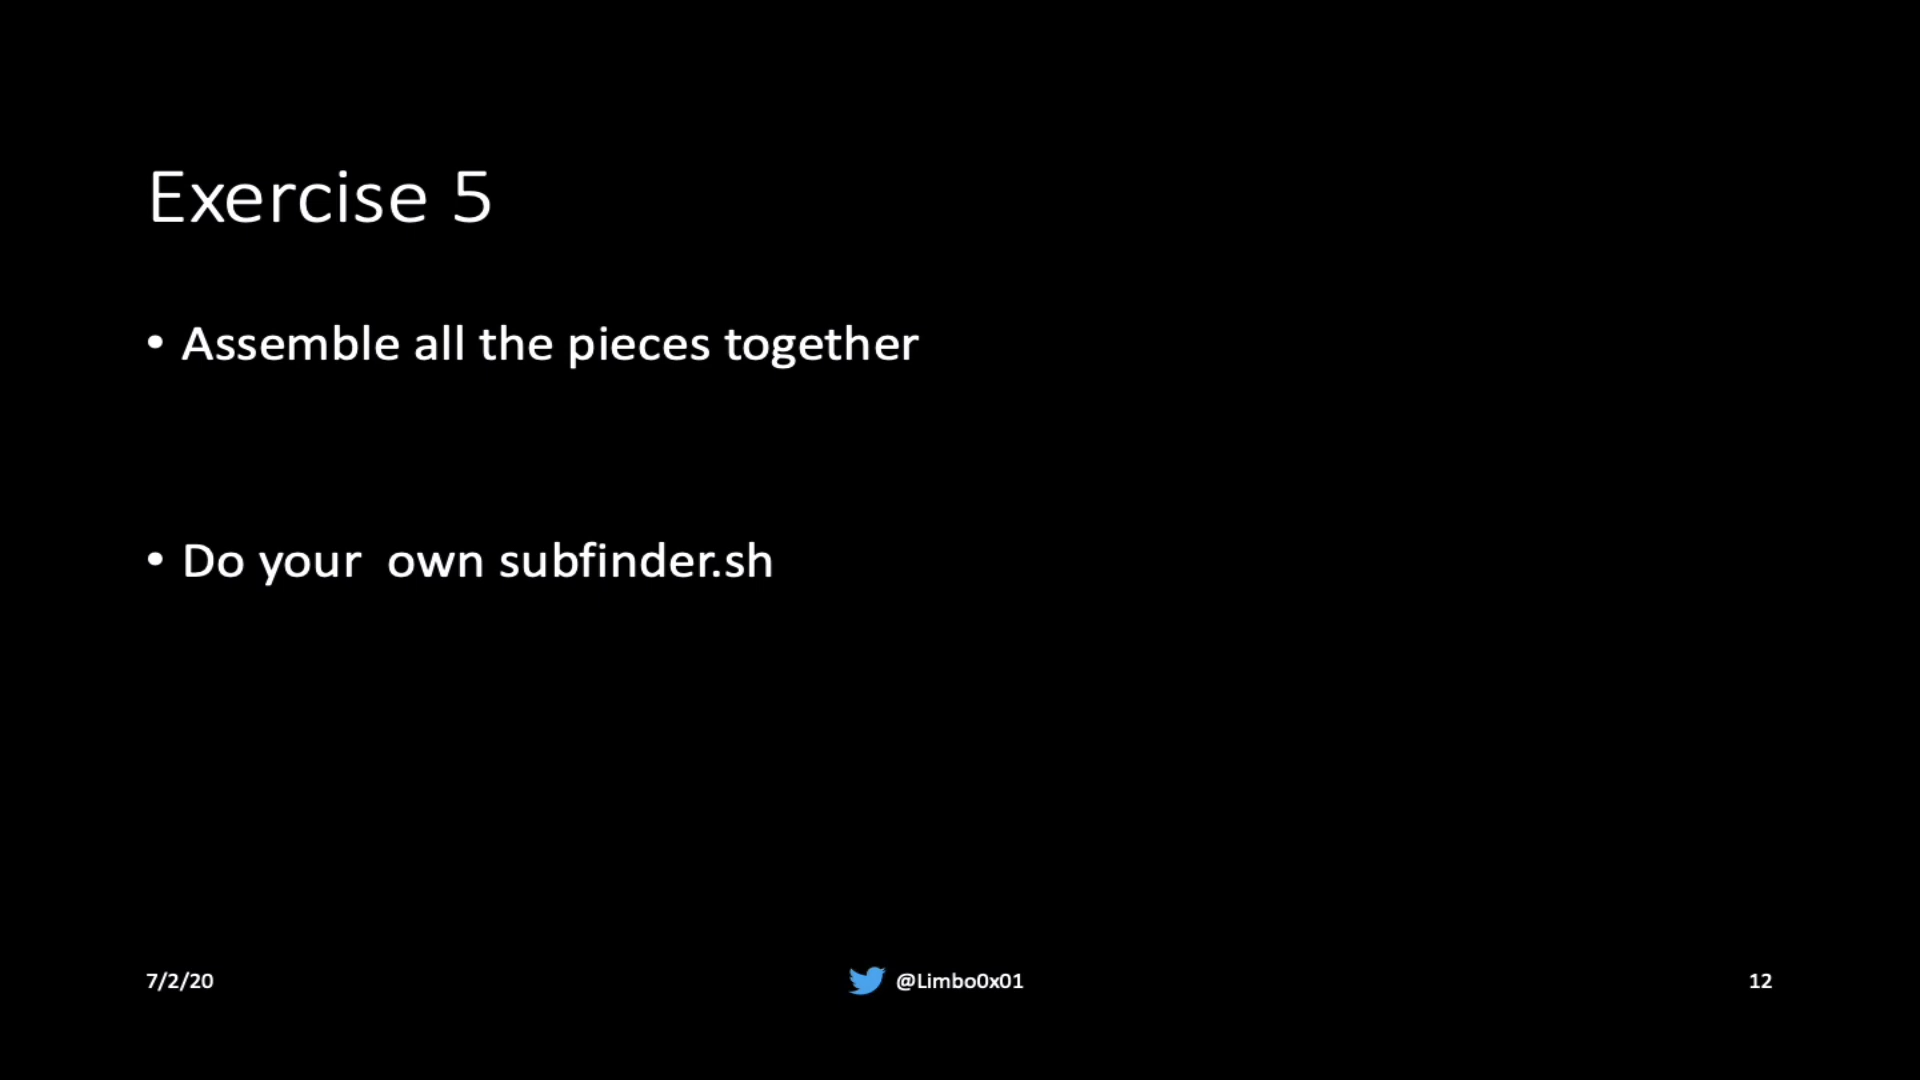 Exercise 5
• Assemble all the pieces together
• Do your  own subfinder.sh
7/2/20
@Limbo0x01
12